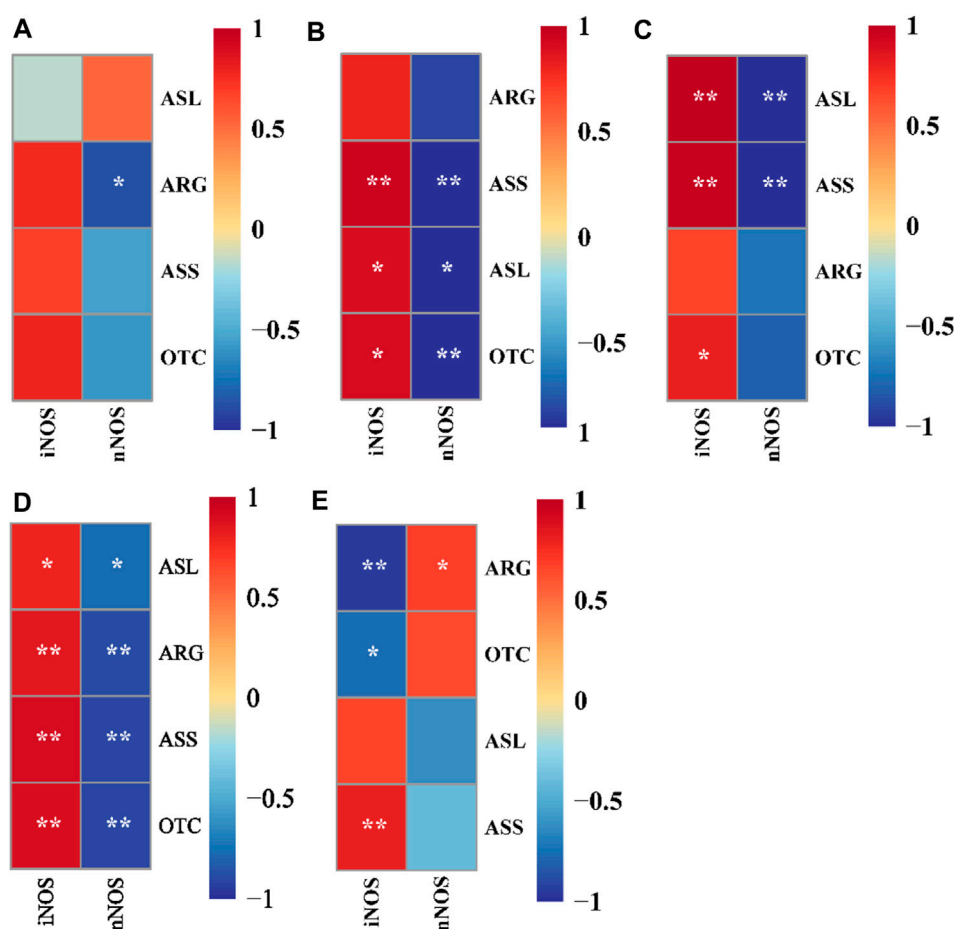 A
1
0.5
0
−0.5
−1
ASL
ARG
*
ASS
OTC
iNOS
nNOS
B
1
0.5
0
−0.5
1
ARG
** **
ASS
* *
ASL
* **
OTC
iNOS
nNOS
C
1
0.5
0
−0.5
−1
** **
ASL
** **
ASS
ARG
*
OTC
iNOS
nNOS
D
1
0.5
0
−0.5
−1
* *
ASL
** **
ARG
** **
ASS
** **
OTC
iNOS
nNOS
E
1
0.5
0
−0.5
−1
** *
ARG
*
OTC
ASL
**
ASS
iNOS
nNOS